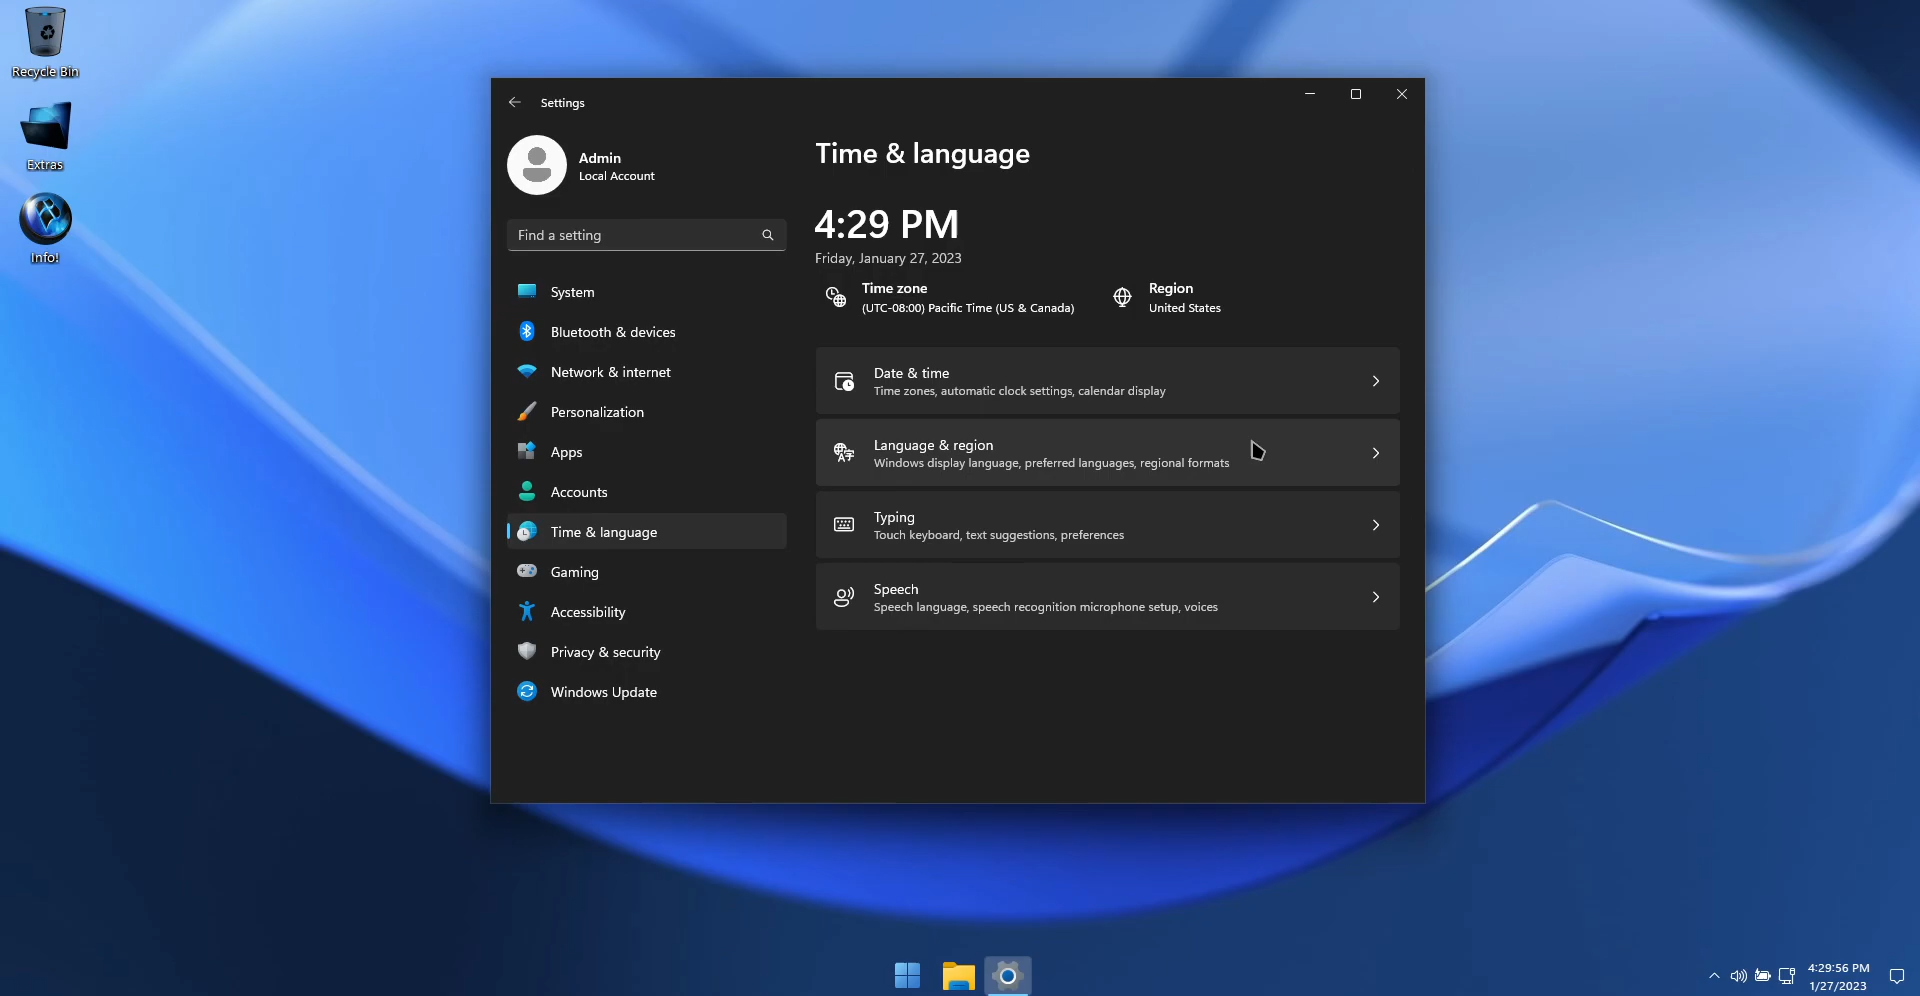 Recycle Bin
Extras
Info!
Settings
Admin
Local Account
Find a setting
System
Bluetooth & devices
Network & internet
Personalization
Apps
Accounts
Time & language
Gaming
Accessibility
Privacy & security
Windows Update
Time & language
4:29 PM
Friday, January 27, 2023
Time zone
(UTC-08:00) Pacific Time (US & Canada)
Region
United States
Date & time
Time zones, automatic clock settings, calendar display
Language & region
Windows display language, preferred languages, regional formats
Typing
Touch keyboard, text suggestions, preferences
Speech
Speech language, speech recognition microphone setup, voices
4:29:56 PM
1/27/2023